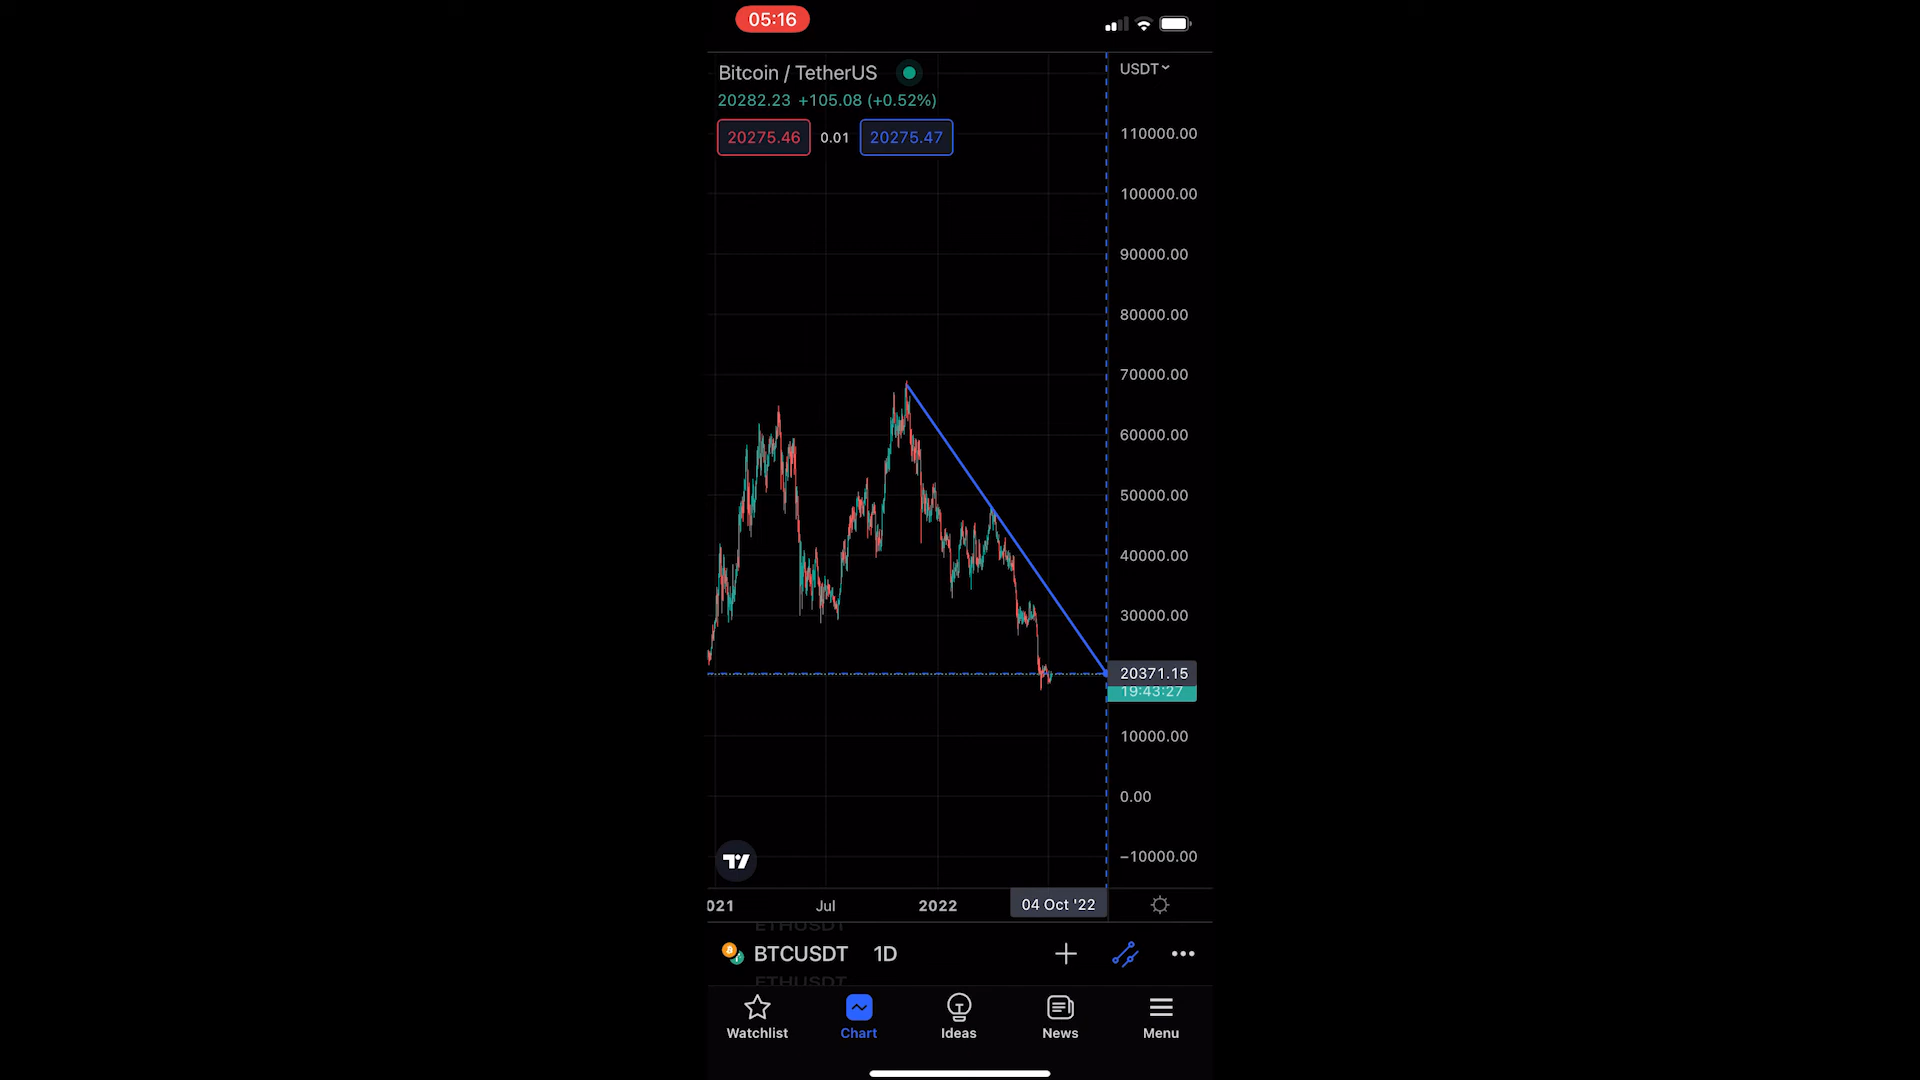 05:16
Bitcoin / TetherUS
USDT
20282.23 +105.08 (+0.52%)
20275.46 0.01 20275.47
110000.00
100000.00
90000.00
80000.00
70000.00
60000.00
50000.00
40000.00
30000.00
20371.15
19:43:27
10000.00
0.00
−10000.00
021 Jul 2022 04 Oct '22
ETHUSDT
BTCUSDT 1D
ETHUSDT
Watchlist Chart Ideas News Menu